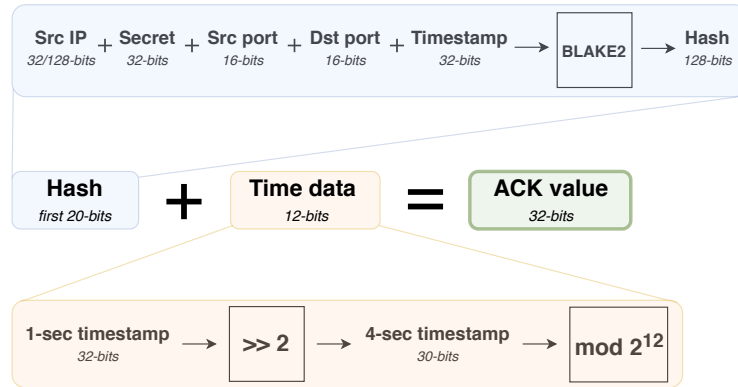 Src IP + Secret + Src port + Dst port + Timestamp → BLAKE2 → Hash
32/128-bits 32-bits 16-bits 16-bits 32-bits 128-bits
Hash + Time data = ACK value
first 20-bits 12-bits 32-bits
1-sec timestamp → >> 2 → 4-sec timestamp → mod 2¹²
32-bits 30-bits